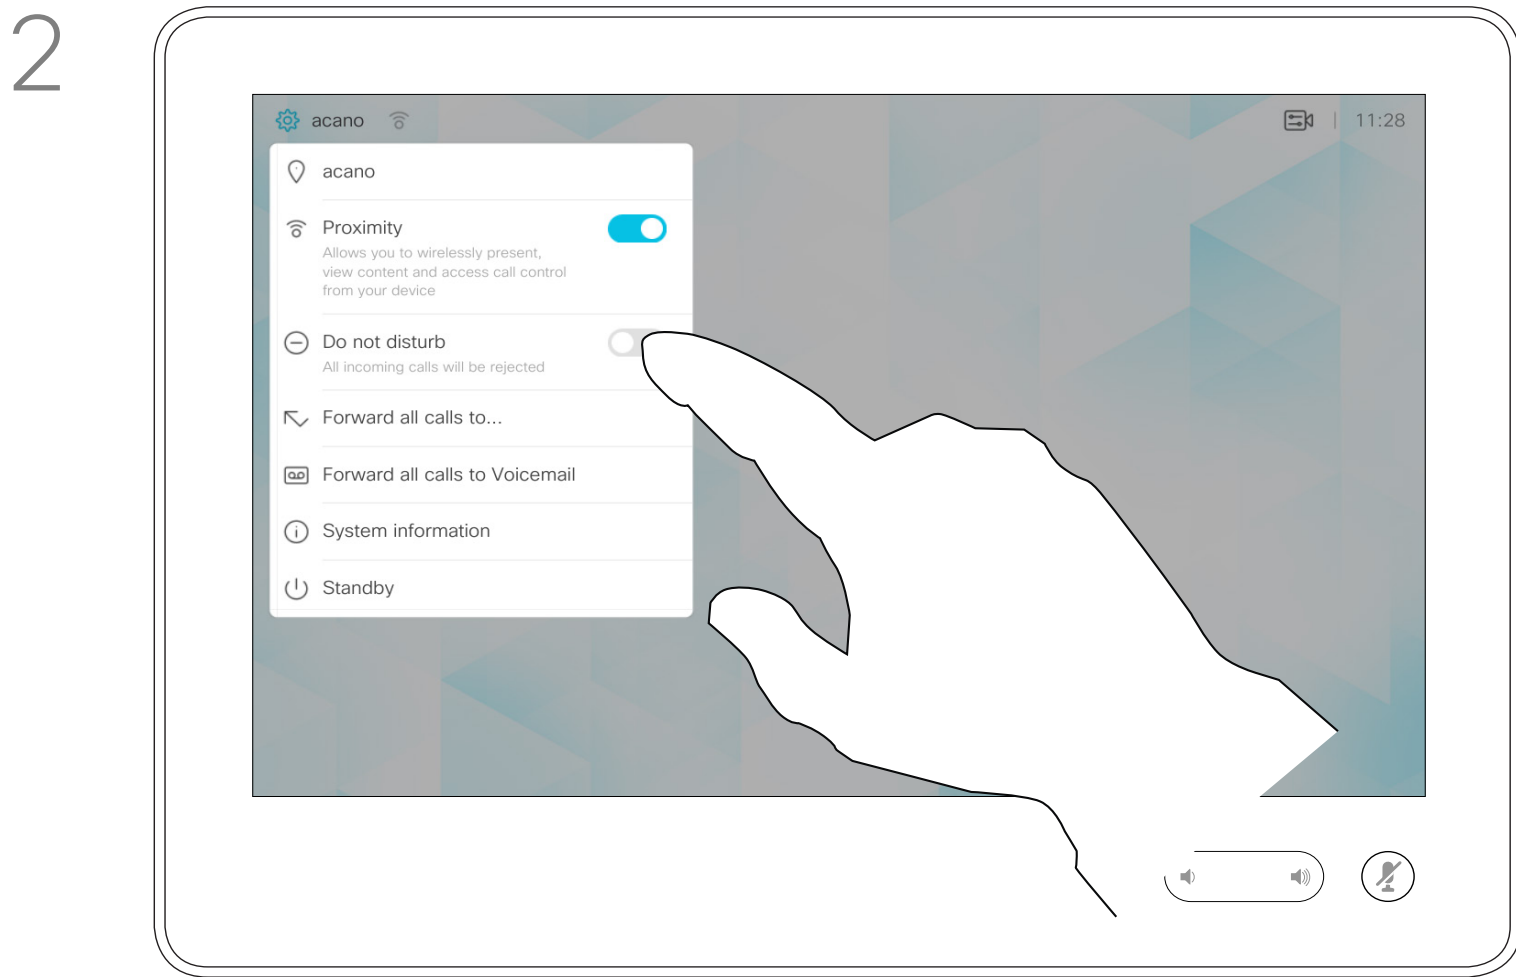 2
acano
11:28
acano
Proximity
Allows you to wirelessly present,
view content and access call control
from your device
Do not disturb
All incoming calls will be rejected
Forward all calls to...
Forward all calls to Voicemail
System information
Standby